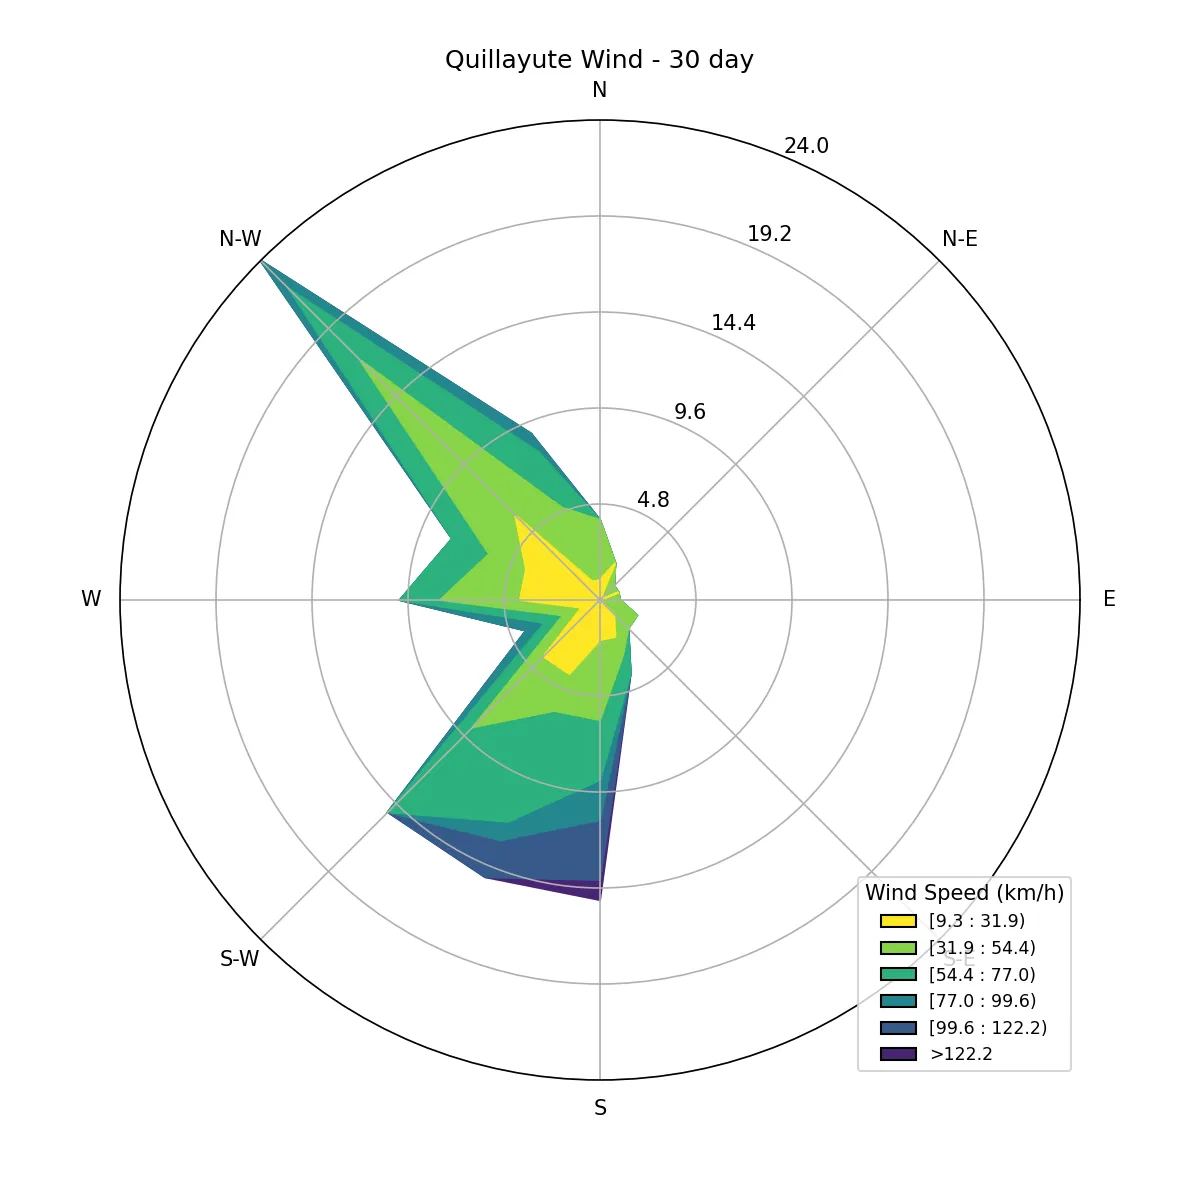 Quillayute Wind - 30 day
N
24.0
N-W
19.2
N-E
14.4
9.6
4.8
W
E
Wind Speed (km/h)
[9.3 : 31.9)
[31.9 : 54.4)
S-W
S-E
[54.4 : 77.0)
[77.0 : 99.6)
[99.6 : 122.2)
>122.2
S